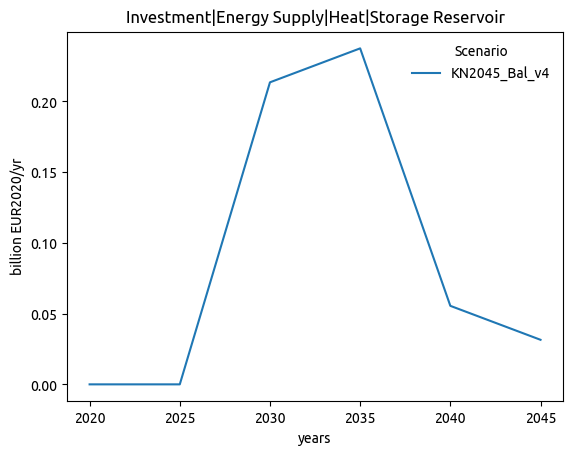 Investment|Energy Supply|Heat|Storage Reservoir
Scenario
KN2045_Bal_v4
billion EUR2020/yr
0.20
0.15
0.10
0.05
0.00
2020 2025 2030 2035 2040 2045
years